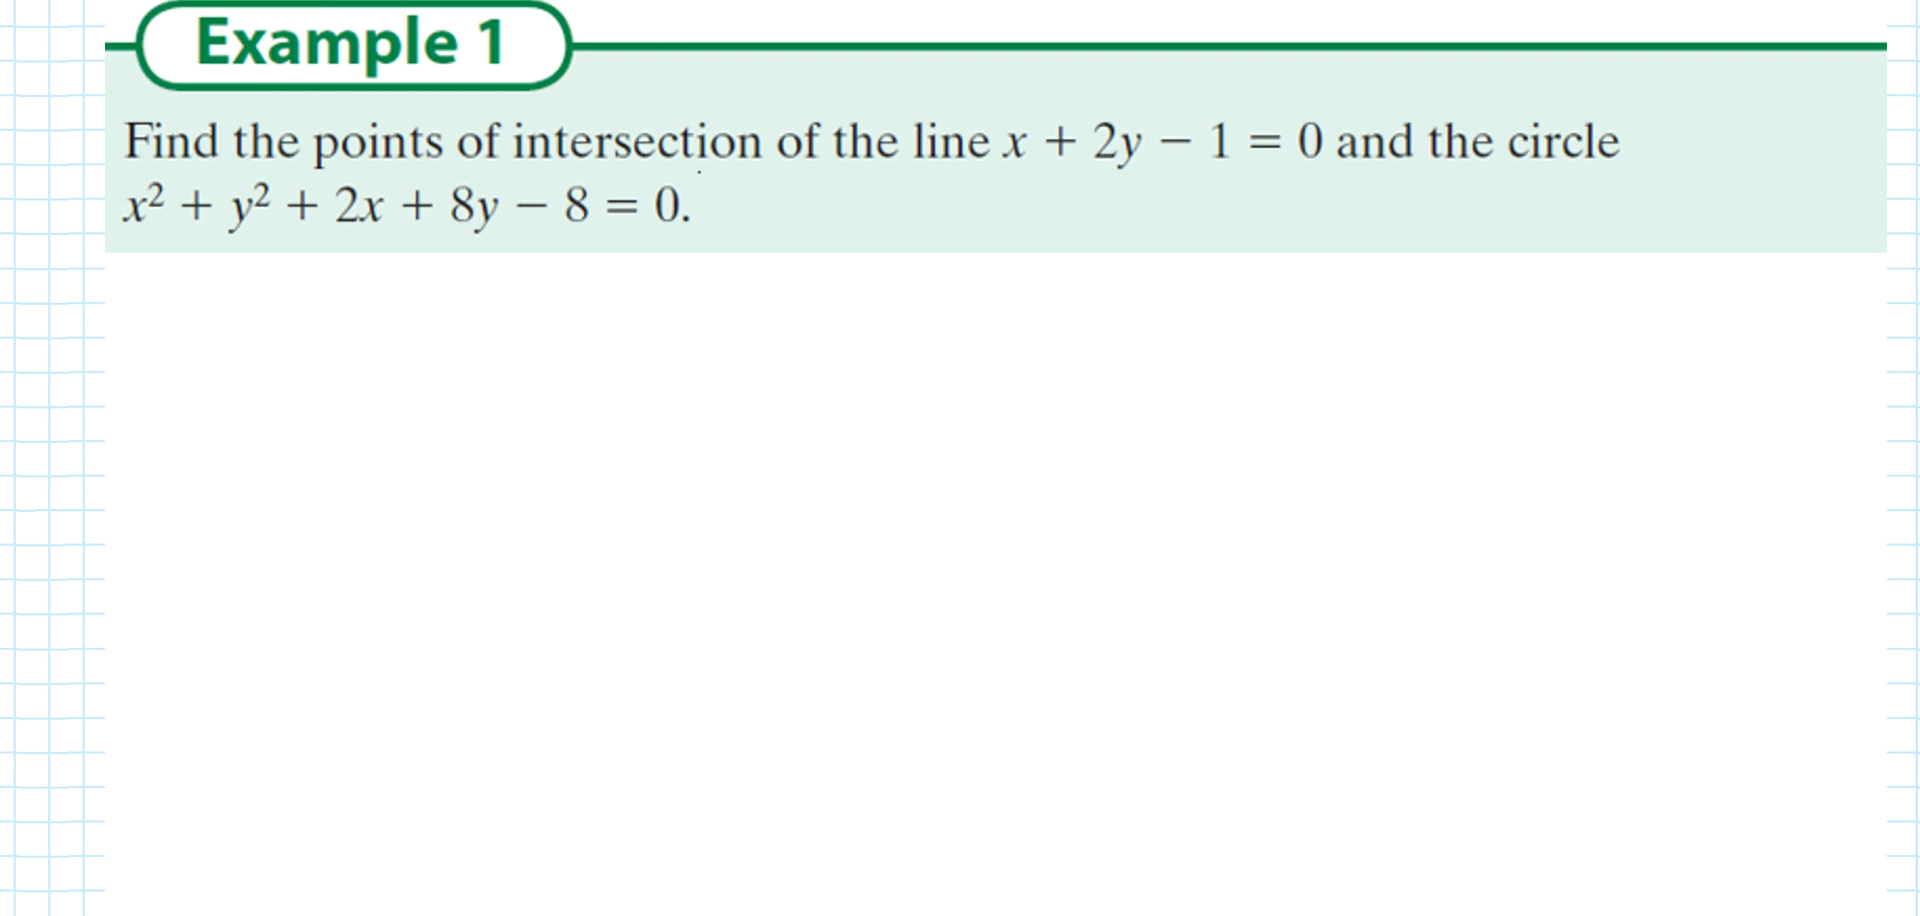 Example 1
Find the points of intersection of the line x + 2y − 1 = 0 and the circle
x² + y² + 2x + 8y − 8 = 0.